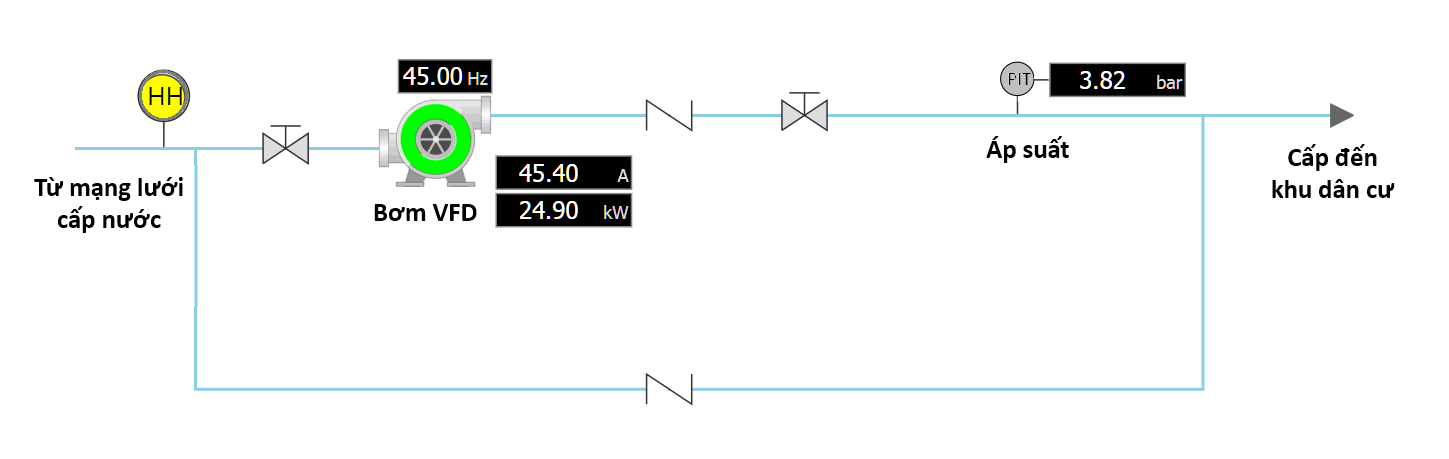 45.00 Hz
HH
PIT
3.82 bar
Áp suất
45.40 A
24.90 kW
Bơm VFD
Từ mạng lưới
cấp nước
Cấp đến
khu dân cư